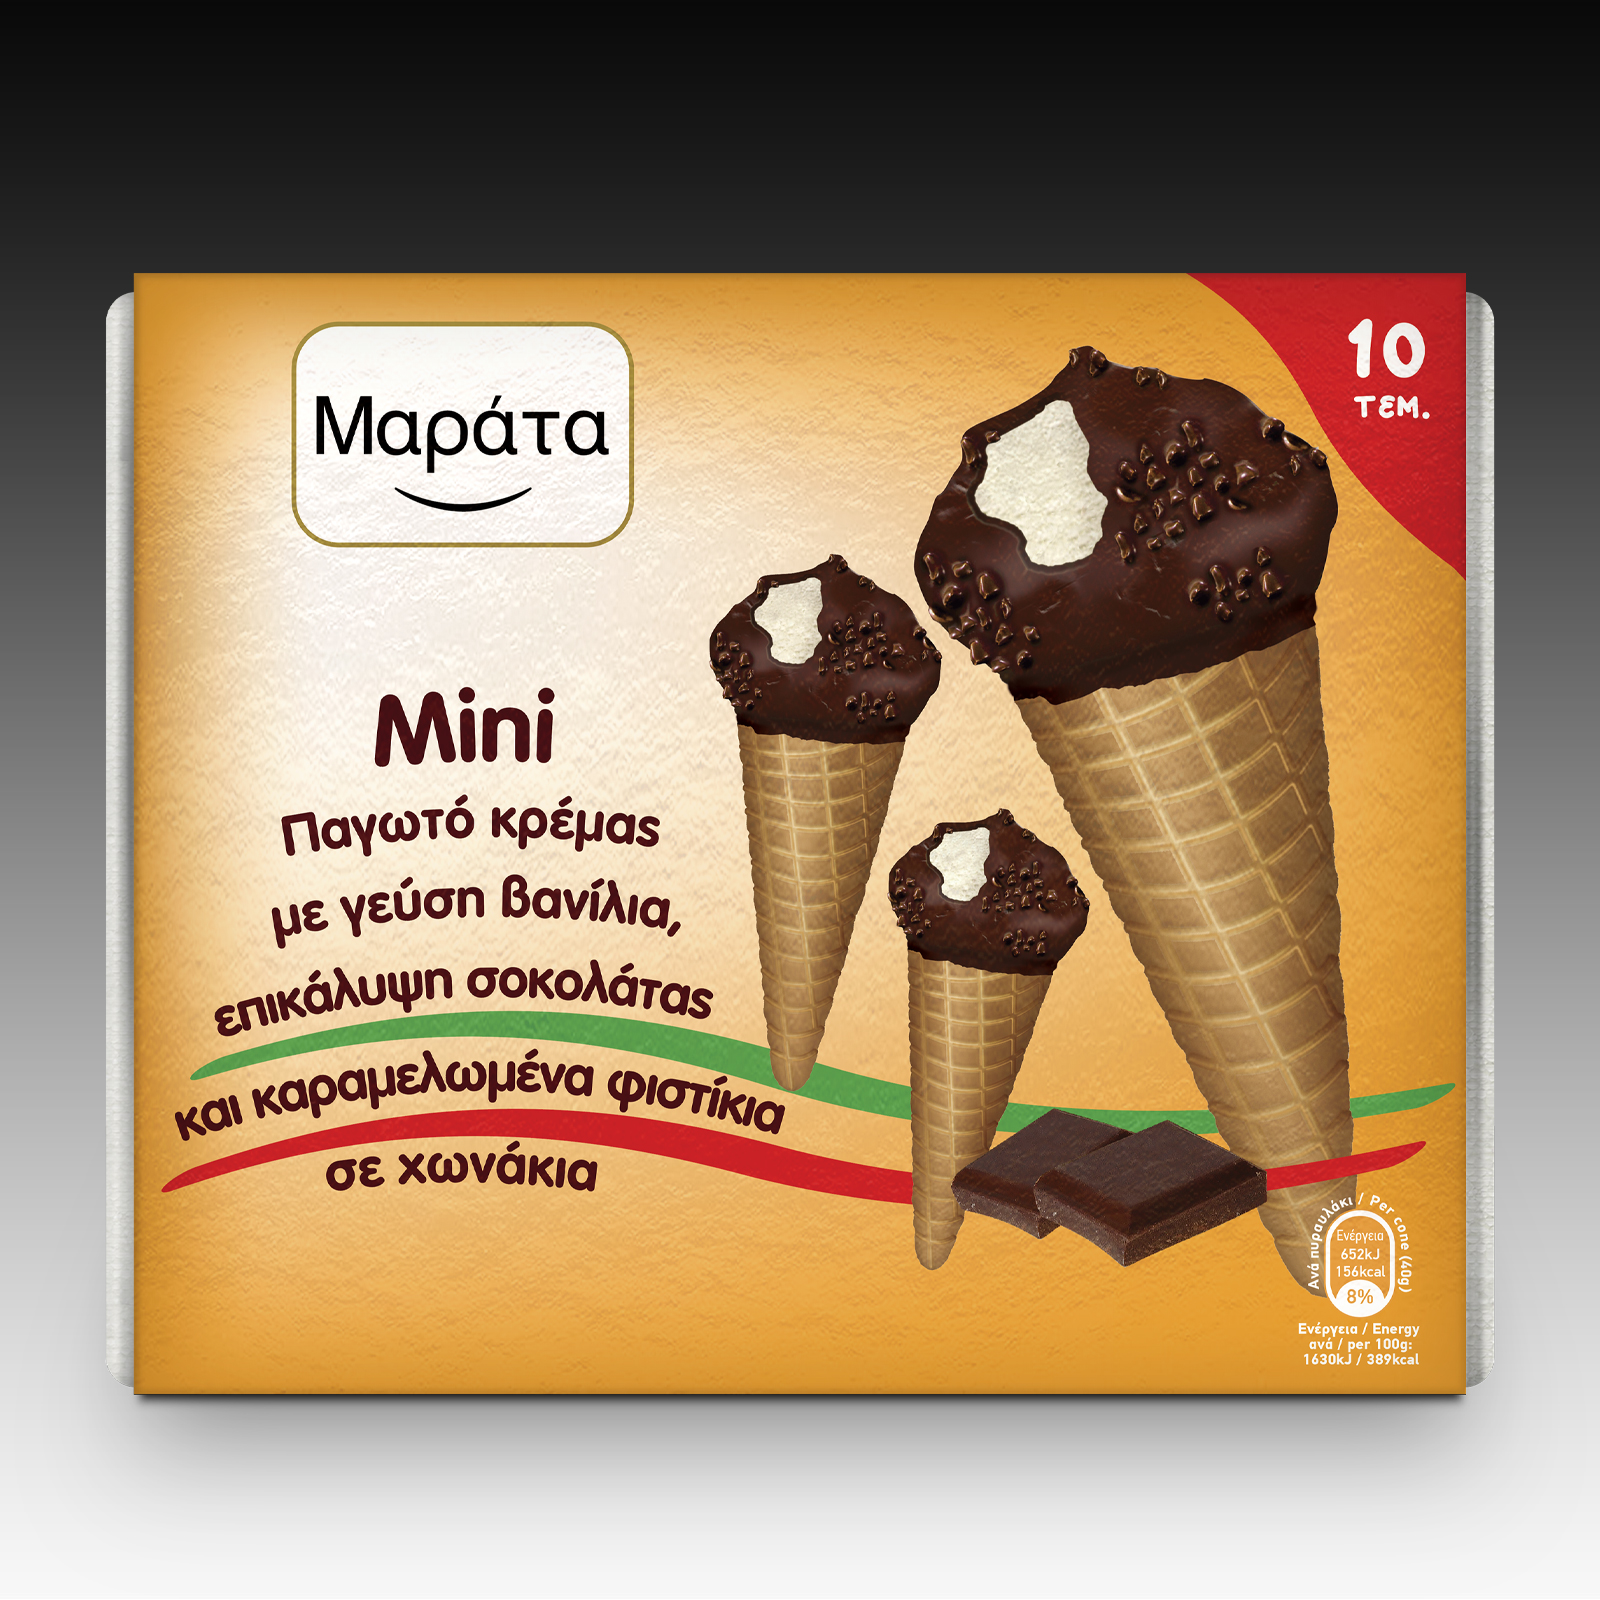 Μαράτα
10
ΤΕΜ.
Mini
Παγωτό κρέμας
με γεύση βανίλια,
επικάλυψη σοκολάτας
και καραμελωμένα φιστίκια
σε χωνάκια
Ανά πυραυλάκι / Per cone (40g)
Ενέργεια
652kJ
156kcal
8%
Ενέργεια / Energy
ανά / per 100g:
1630kJ / 389kcal